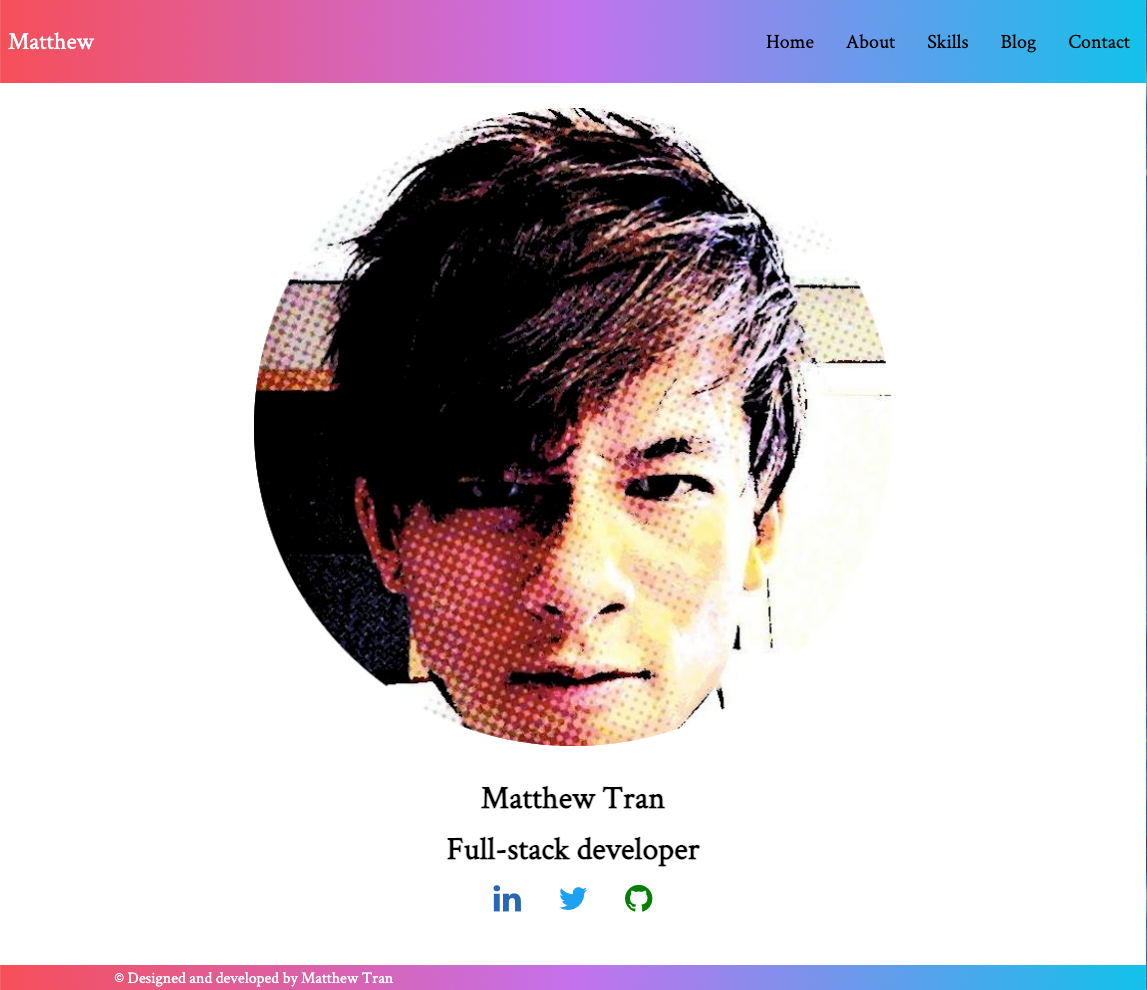 Matthew
Home About Skills Blog Contact
Matthew Tran
Full-stack developer
in
© Designed and developed by Matthew Tran